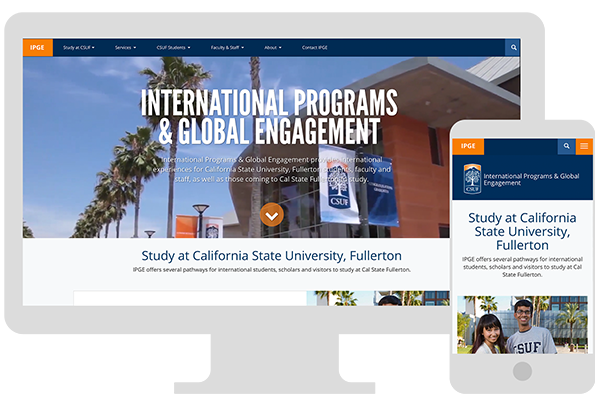 IPGE
Study at CSUF
Services
CSUF Students
Faculty & Staff
About
Contact IPGE
INTERNATIONAL PROGRAMS
& GLOBAL ENGAGEMENT
International Programs & Global Engagement provides international
experiences for California State University, Fullerton students, faculty and
staff, as well as those coming to Cal State Fullerton to study.
CSUF
Study at California State University, Fullerton
IPGE offers several pathways for international students, scholars and visitors to study at Cal State Fullerton.
IPGE
CSUF
International Programs & Global
Engagement
Study at California
State University,
Fullerton
IPGE offers several pathways for international
students, scholars and visitors to study at Cal
State Fullerton.
CSUF